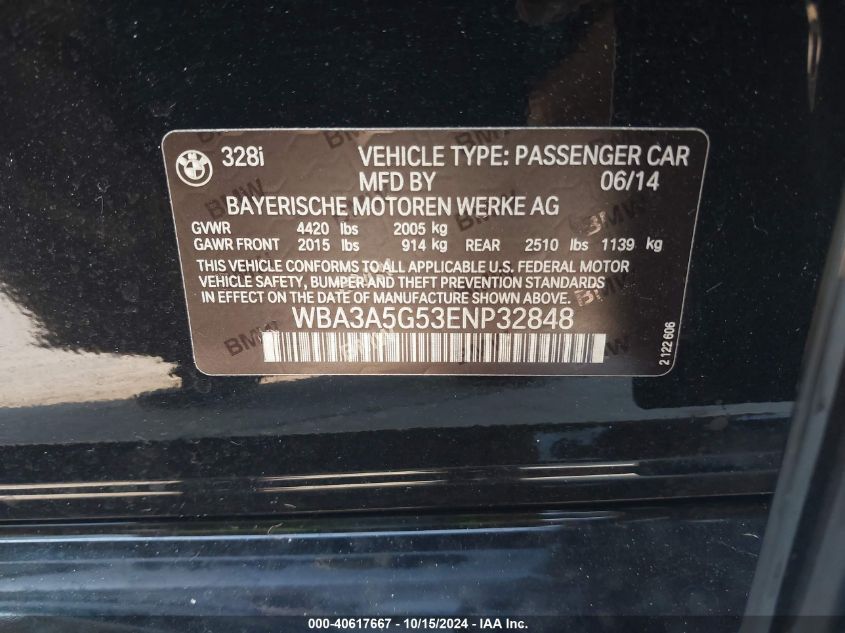 328i VEHICLE TYPE: PASSENGER CAR
MFD BY 06/14
BAYERISCHE MOTOREN WERKE AG
GVWR 4420 lbs 2005 kg
GAWR FRONT 2015 lbs 914 kg REAR 2510 lbs 1139 kg
THIS VEHICLE CONFORMS TO ALL APPLICABLE U.S. FEDERAL MOTOR
VEHICLE SAFETY, BUMPER AND THEFT PREVENTION STANDARDS
IN EFFECT ON THE DATE OF MANUFACTURE SHOWN ABOVE.
WBA3A5G53ENP32848
2 122 606
000-40617667 - 10/15/2024 - IAA Inc.